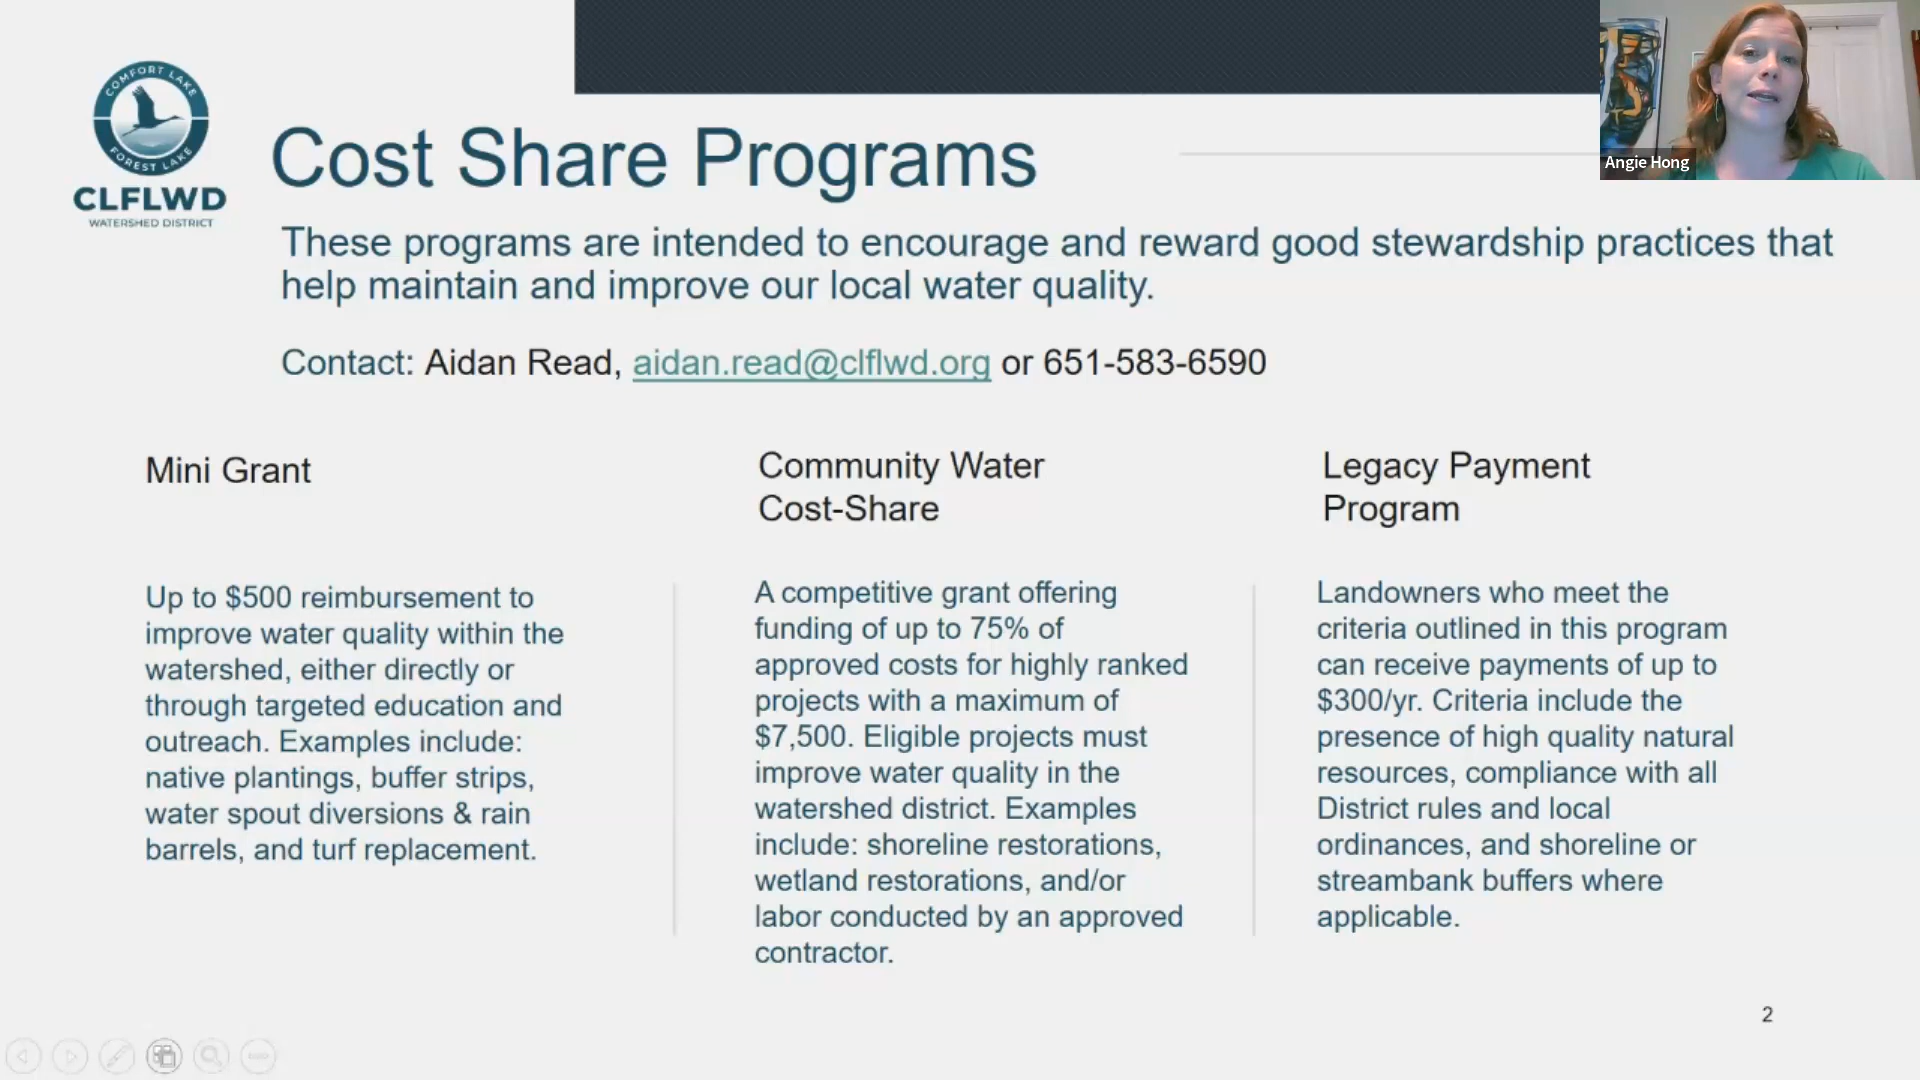 COMFORT LAKE
FOREST LAKE
CLFLWD
WATERSHED DISTRICT
Angie Hong
Cost Share Programs
These programs are intended to encourage and reward good stewardship practices that
help maintain and improve our local water quality.
Contact: Aidan Read, aidan.read@clflwd.org or 651-583-6590
Mini Grant
Up to $500 reimbursement to
improve water quality within the
watershed, either directly or
through targeted education and
outreach. Examples include:
native plantings, buffer strips,
water spout diversions & rain
barrels, and turf replacement.
Community Water
Cost-Share
A competitive grant offering
funding of up to 75% of
approved costs for highly ranked
projects with a maximum of
$7,500. Eligible projects must
improve water quality in the
watershed district. Examples
include: shoreline restorations,
wetland restorations, and/or
labor conducted by an approved
contractor.
Legacy Payment
Program
Landowners who meet the
criteria outlined in this program
can receive payments of up to
$300/yr. Criteria include the
presence of high quality natural
resources, compliance with all
District rules and local
ordinances, and shoreline or
streambank buffers where
applicable.
2